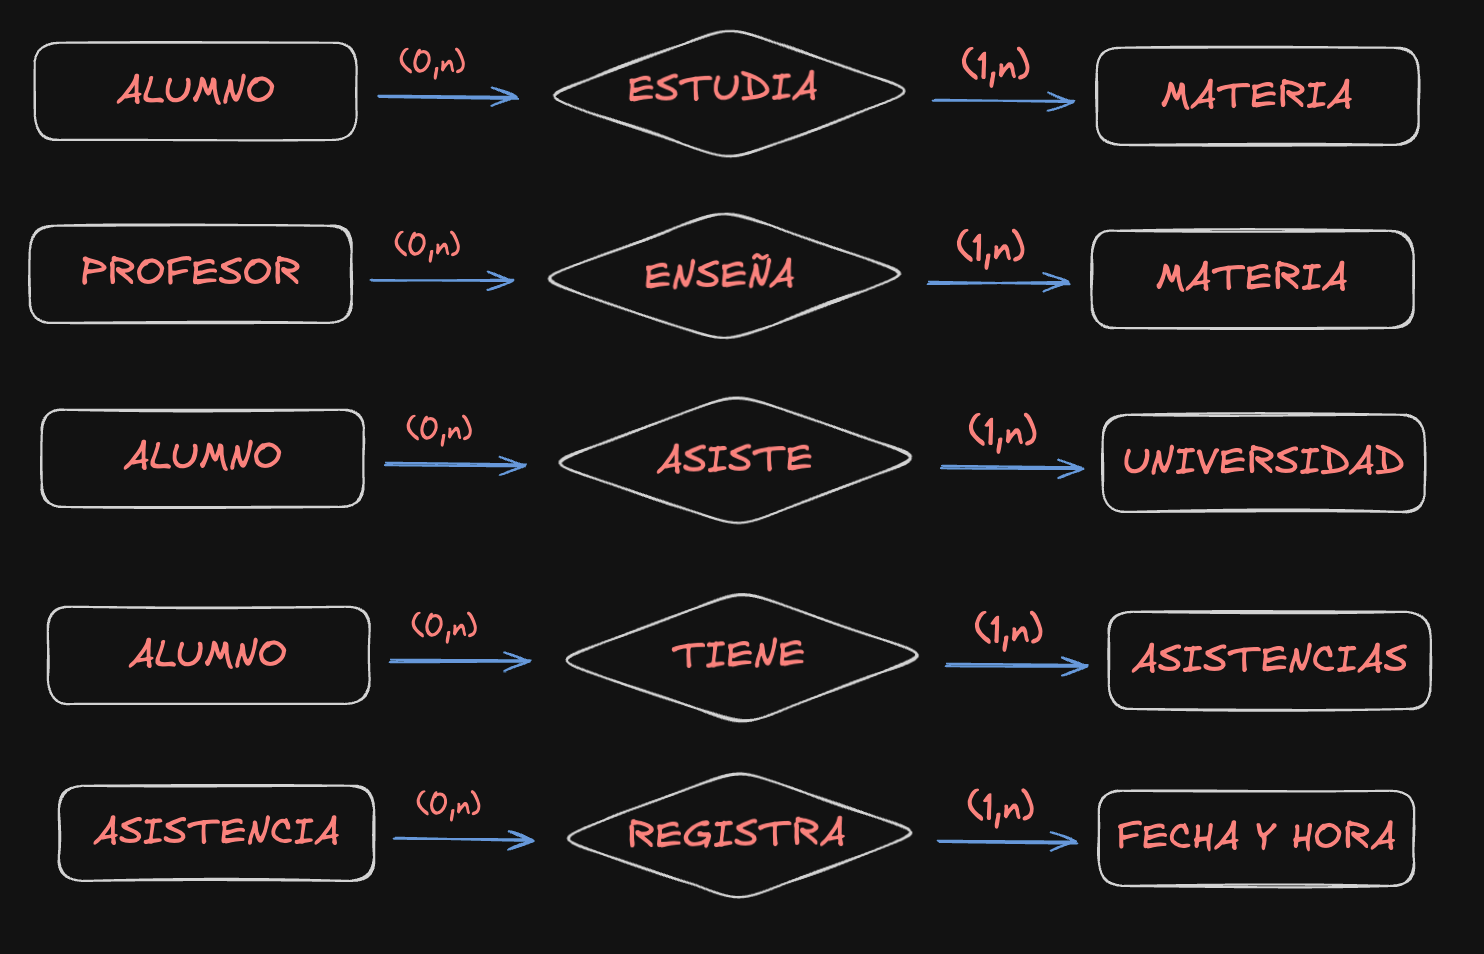 ALUMNO (0,n) ESTUDIA (1,n) MATERIA
PROFESOR (0,n) ENSEÑA (1,n) MATERIA
ALUMNO (0,n) ASISTE (1,n) UNIVERSIDAD
ALUMNO (0,n) TIENE (1,n) ASISTENCIAS
ASISTENCIA (0,n) REGISTRA (1,n) FECHA Y HORA